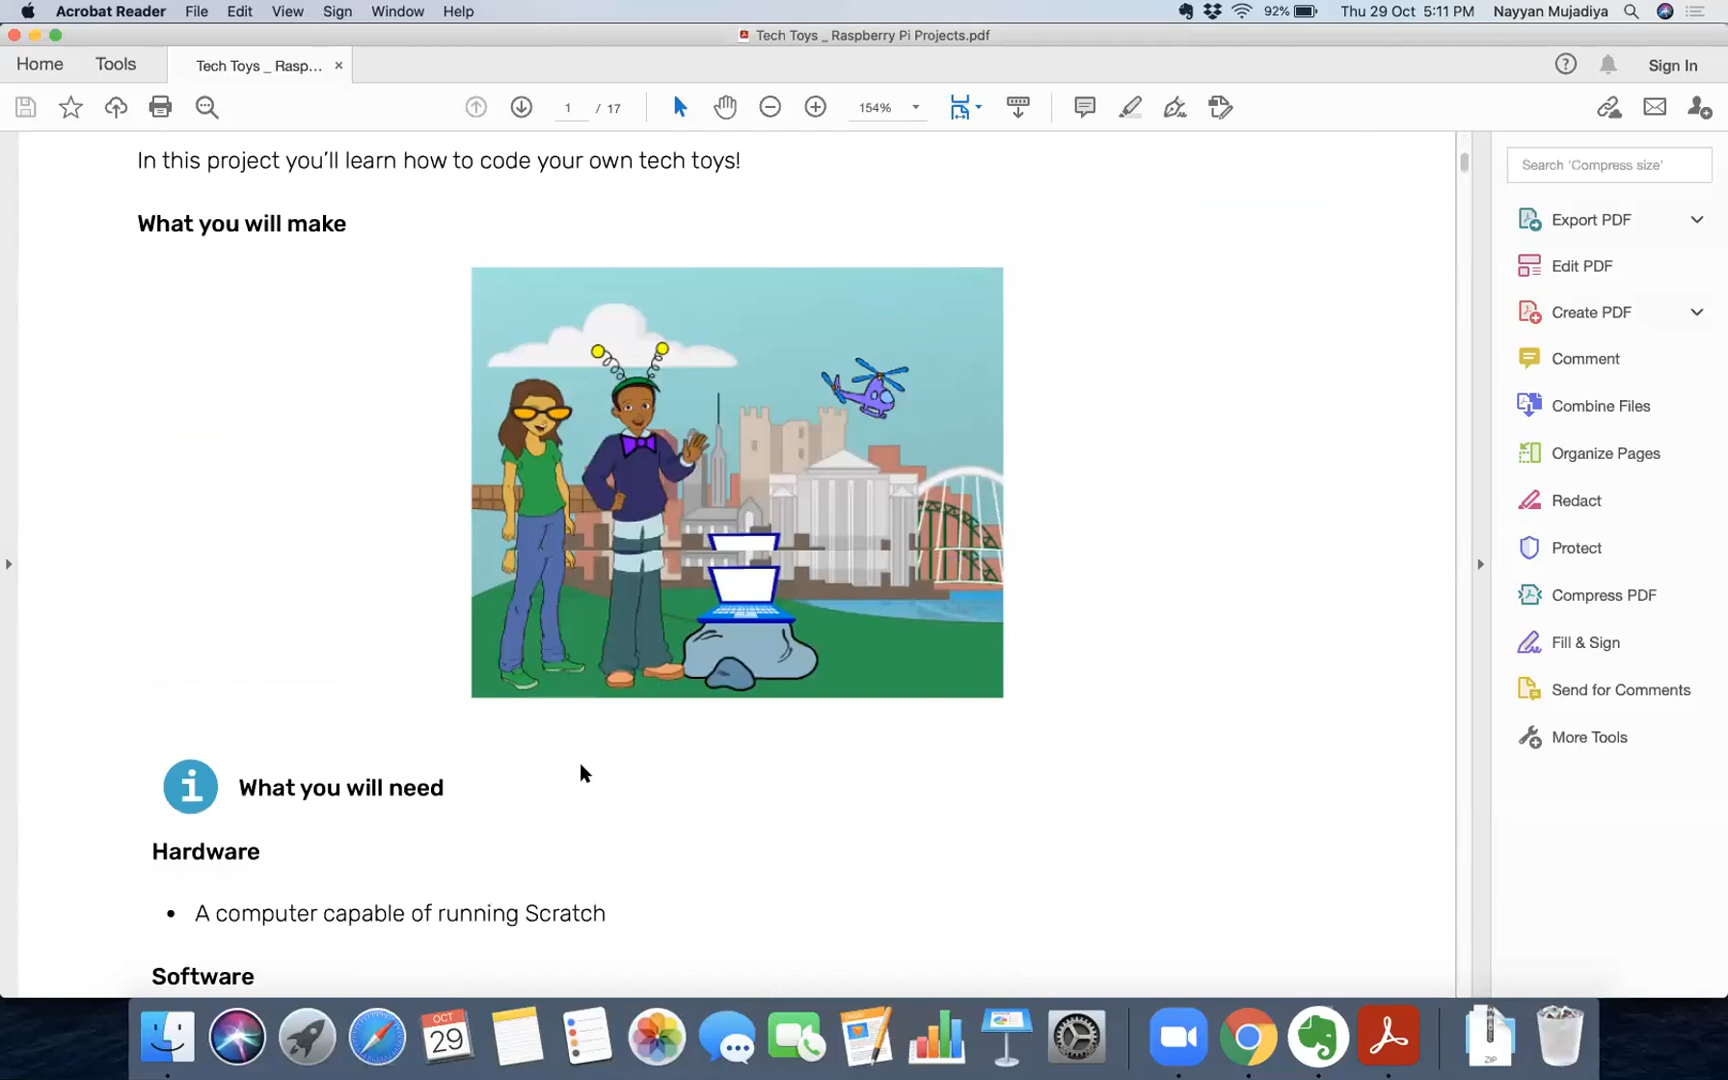 Acrobat Reader File Edit View Sign Window Help 92% Thu 29 Oct 5:11 PM Nayyan Mujadiya
Tech Toys _ Raspberry Pi Projects.pdf
Home Tools Tech Toys _ Rasp... × ? Sign In
1 / 17 154%
In this project you’ll learn how to code your own tech toys!
What you will make
i What you will need
Hardware
• A computer capable of running Scratch
Software
Search 'Compress size'
Export PDF
Edit PDF
Create PDF
Comment
Combine Files
Organize Pages
Redact
Protect
Compress PDF
Fill & Sign
Send for Comments
More Tools
OCT
29
ZIP